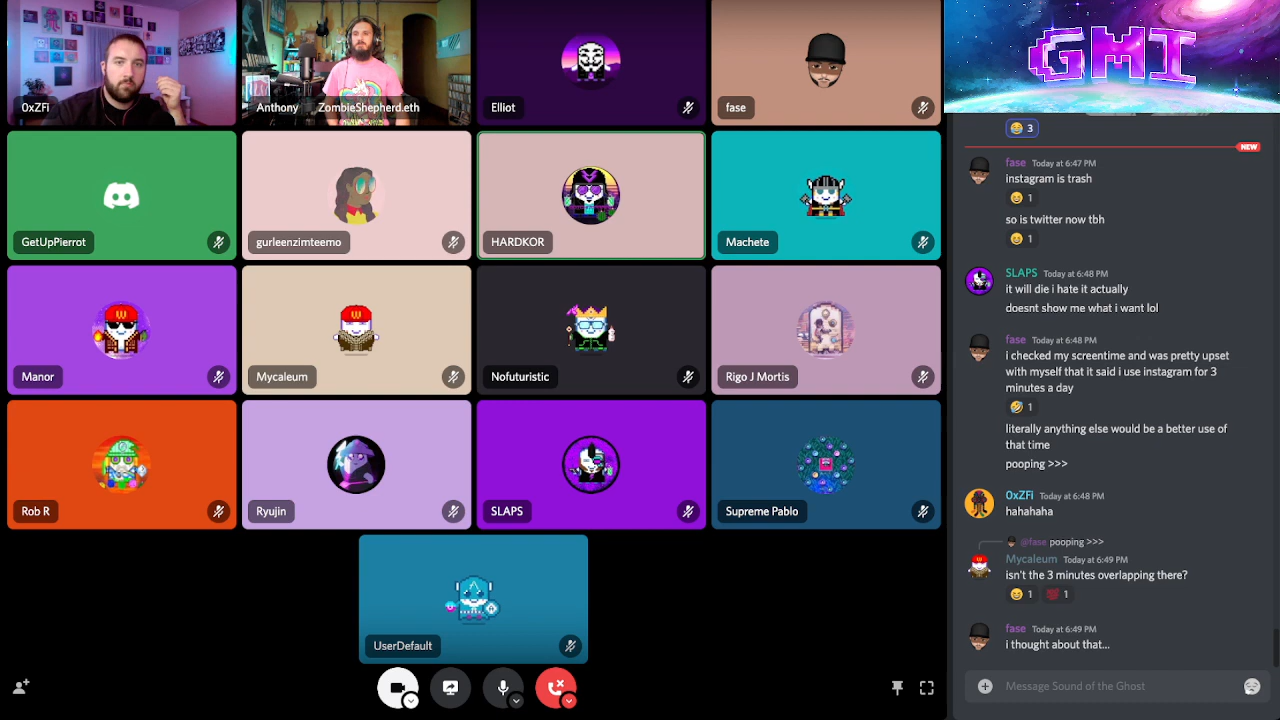 0xZFi
Anthony
ZombieShepherd.eth
Elliot
fase
GetUpPierrot
gurleenzimteemo
HARDKOR
Machete
Manor
Mycaleum
Nofuturistic
Rigo J Mortis
Rob R
Ryujin
SLAPS
Supreme Pablo
UserDefault
GMI
3
NEW
fase Today at 6:47 PM
instagram is trash
1
so is twitter now tbh
1
SLAPS Today at 6:48 PM
it will die i hate it actually
doesnt show me what i want lol
fase Today at 6:48 PM
i checked my screentime and was pretty upset
with myself that it said i use instagram for 3
minutes a day
1
literally anything else would be a better use of
that time
pooping >>>
0xZFi Today at 6:48 PM
hahahaha
@fase pooping >>>
Mycaleum Today at 6:49 PM
isn't the 3 minutes overlapping there?
1 1
fase Today at 6:49 PM
i thought about that...
Message Sound of the Ghost